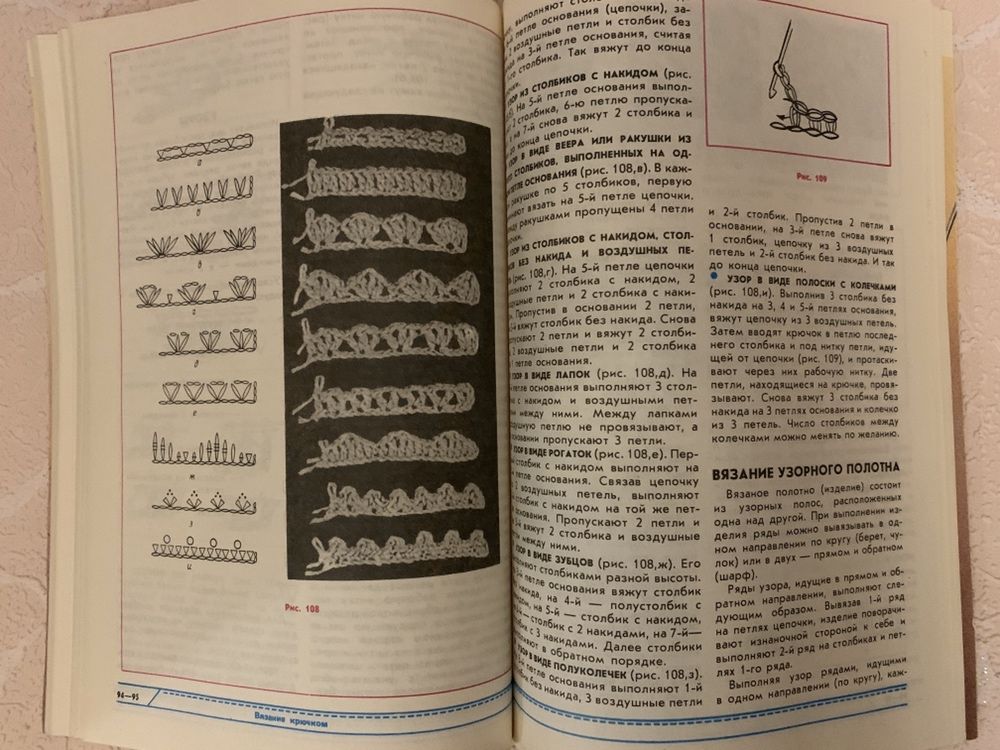 а
б
в
г
д
е
ж
з
и
Рис. 108
94—95
Вязание крючком
выполняют
петле основания (цепочки), за-
2 воздушные петли и столбик без
на 3-й петле основания, считая
столбика. Так вяжут до конца
ИЗ СТОЛБИКОВ С НАКИДОМ (рис.
На 5-й петле основания выпол-
2 столбика, 6-ю петлю пропуска-
на 7-й снова вяжут 2 столбика и
до конца цепочки.
В ВИДЕ ВЕЕРА ИЛИ РАКУШКИ ИЗ
СТОЛБИКОВ, ВЫПОЛНЕННЫХ НА ОД-
ПЕТЛЕ ОСНОВАНИЯ (рис. 108,в). В каж-
ракушке по 5 столбиков, первую
вязать на 5-й петле цепочки.
ракушками пропущены 4 петли
ИЗ СТОЛБИКОВ С НАКИДОМ, СТОЛ-
БЕЗ НАКИДА И ВОЗДУШНЫХ ПЕ-
(рис. 108,г). На 5-й петле цепочки
2 столбика с накидом, 2
петли и 2 столбика с наки-
Пропустив в основании 2 петли,
вяжут столбик без накида. Снова
2 петли и вяжут 2 столби-
2 воздушные петли и 2 столбика
петле основания.
В ВИДЕ ЛАПОК (рис. 108,д). На
петле основания выполняют 3 стол-
с накидом и воздушными пет-
между ними. Между лапками
петлю не провязывают, а
пропускают 3 петли.
В ВИДЕ РОГАТОК (рис. 108,е). Пер-
столбик с накидом выполняют на
петле основания. Связав цепочку
2 воздушных петель, выполняют
столбик с накидом на той же пет-
основания. Пропускают 2 петли и
вяжут 2 столбика и воздушные
между ними.
В ВИДЕ ЗУБЦОВ (рис. 108,ж). Его
столбиками разной высоты.
петле основания вяжут столбик
накида, на 4-й — полустолбик с
на 5-й — столбик с накидом,
столбик с 2 накидами, на 7-й—
с 3 накидами. Далее столбики
в обратном порядке.
В ВИДЕ ПОЛУКОЛЕЧЕК (рис. 108,з).
петле основания выполняют 1-й
без накида, 3 воздушные петли
Рис. 109
и 2-й столбик. Пропустив 2 петли в
основании, на 3-й петле снова вяжут
1 столбик, цепочку из 3 воздушных
петель и 2-й столбик без накида. И так
до конца цепочки.
УЗОР В ВИДЕ ПОЛОСКИ С КОЛЕЧКАМИ
(рис. 108,и). Выполнив 3 столбика без
накида на 3, 4 и 5-й петлях основания,
вяжут цепочку из 3 воздушных петель.
Затем вводят крючок в петлю послед-
него столбика и под нитку петли, иду-
щей от цепочки (рис. 109), и протаски-
вают через них рабочую нитку. Две
петли, находящиеся на крючке, провя-
зывают. Снова вяжут 3 столбика без
накида на 3 петлях основания и колечко
из 3 петель. Число столбиков между
колечками можно менять по желанию.
ВЯЗАНИЕ УЗОРНОГО ПОЛОТНА
Вязаное полотно (изделие) состоит
из узорных полос, расположенных
одна над другой. При выполнении из-
делия ряды можно вывязывать в од-
ном направлении по кругу (берет, чу-
лок) или в двух — прямом и обратном
(шарф).
Ряды узора, идущие в прямом и об-
ратном направлении, выполняют сле-
дующим образом. Вывязав 1-й ряд
на петлях цепочки, изделие поворачи-
вают изнаночной стороной к себе и
выполняют 2-й ряд на столбиках и пет-
лях 1-го ряда.
Выполняя узор рядами, идущими
в одном направлении (по кругу), каж-